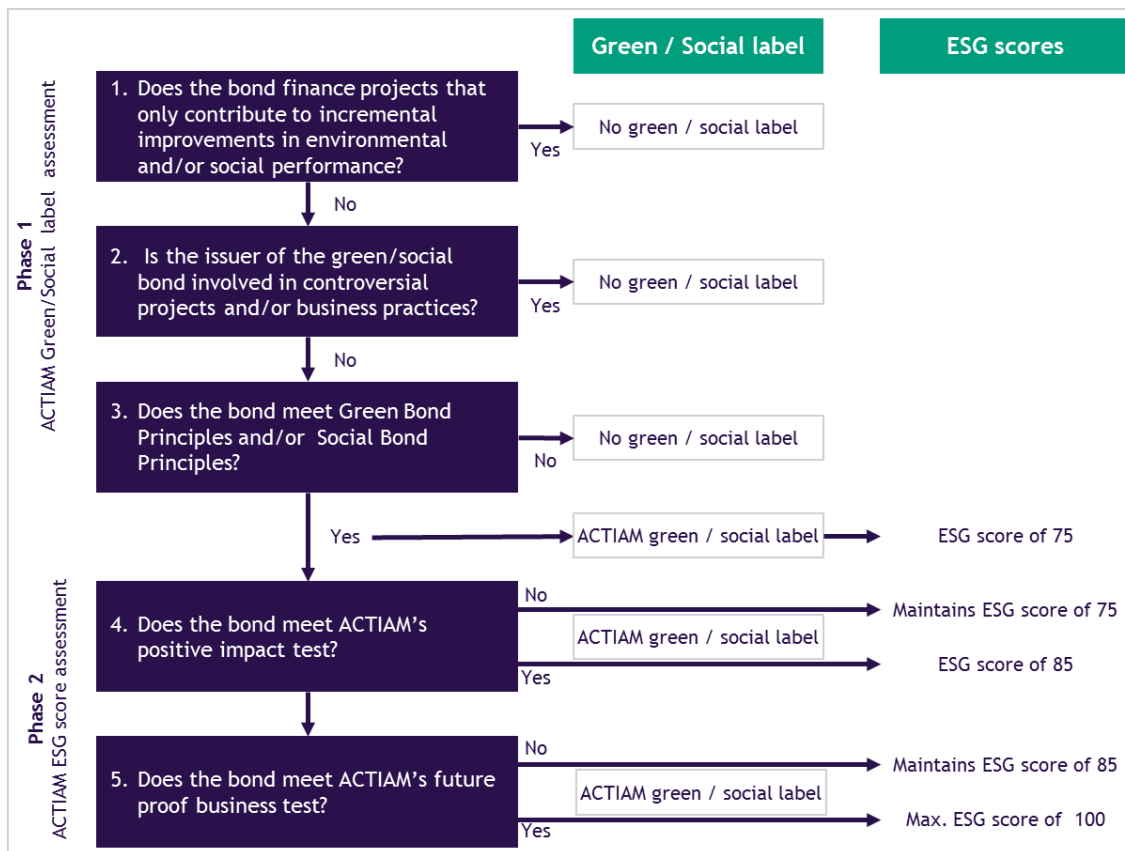 Green / Social label
ESG scores
Phase 1
ACTIAM Green/Social label assessment
1. Does the bond finance projects that
only contribute to incremental
improvements in environmental
and/or social performance?
Yes
No green / social label
No
2. Is the issuer of the green/social
bond involved in controversial
projects and/or business practices?
Yes
No green / social label
No
3. Does the bond meet Green Bond
Principles and/or Social Bond
Principles?
No
No green / social label
Yes
ACTIAM green / social label
ESG score of 75
Phase 2
ACTIAM ESG score assessment
4. Does the bond meet ACTIAM’s
positive impact test?
No
Maintains ESG score of 75
ACTIAM green / social label
Yes
ESG score of 85
5. Does the bond meet ACTIAM’s future
proof business test?
No
Maintains ESG score of 85
ACTIAM green / social label
Yes
Max. ESG score of 100